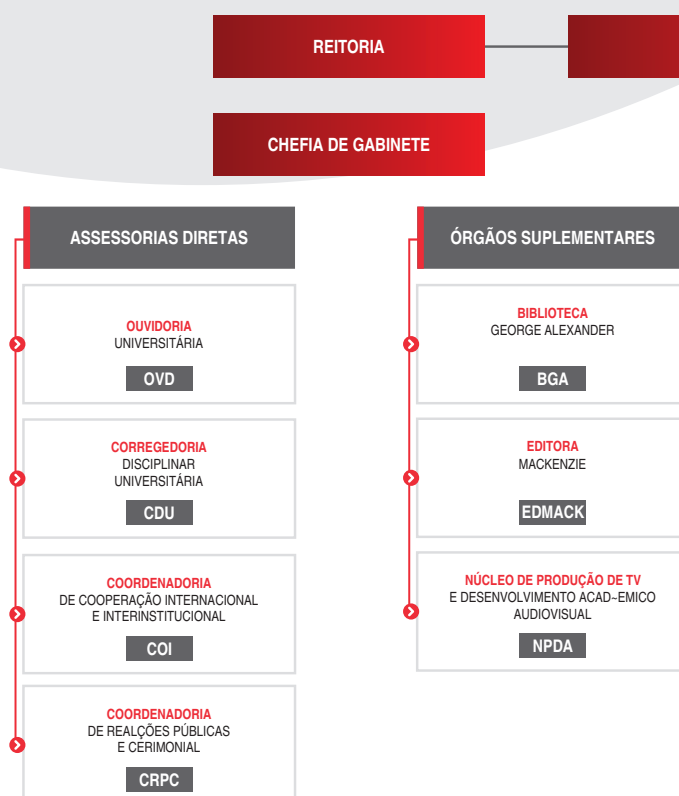 REITORIA
CHEFIA DE GABINETE
ASSESSORIAS DIRETAS
OUVIDORIA
UNIVERSITÁRIA
OVD
CORREGEDORIA
DISCIPLINAR
UNIVERSITÁRIA
CDU
COORDENADORIA
DE COOPERAÇÃO INTERNACIONAL
E INTERINSTITUCIONAL
COI
COORDENADORIA
DE REALÇÕES PÚBLICAS
E CERIMONIAL
CRPC
ÓRGÃOS SUPLEMENTARES
BIBLIOTECA
GEORGE ALEXANDER
BGA
EDITORA
MACKENZIE
EDMACK
NÚCLEO DE PRODUÇÃO DE TV
E DESENVOLVIMENTO ACAD~EMICO
AUDIOVISUAL
NPDA